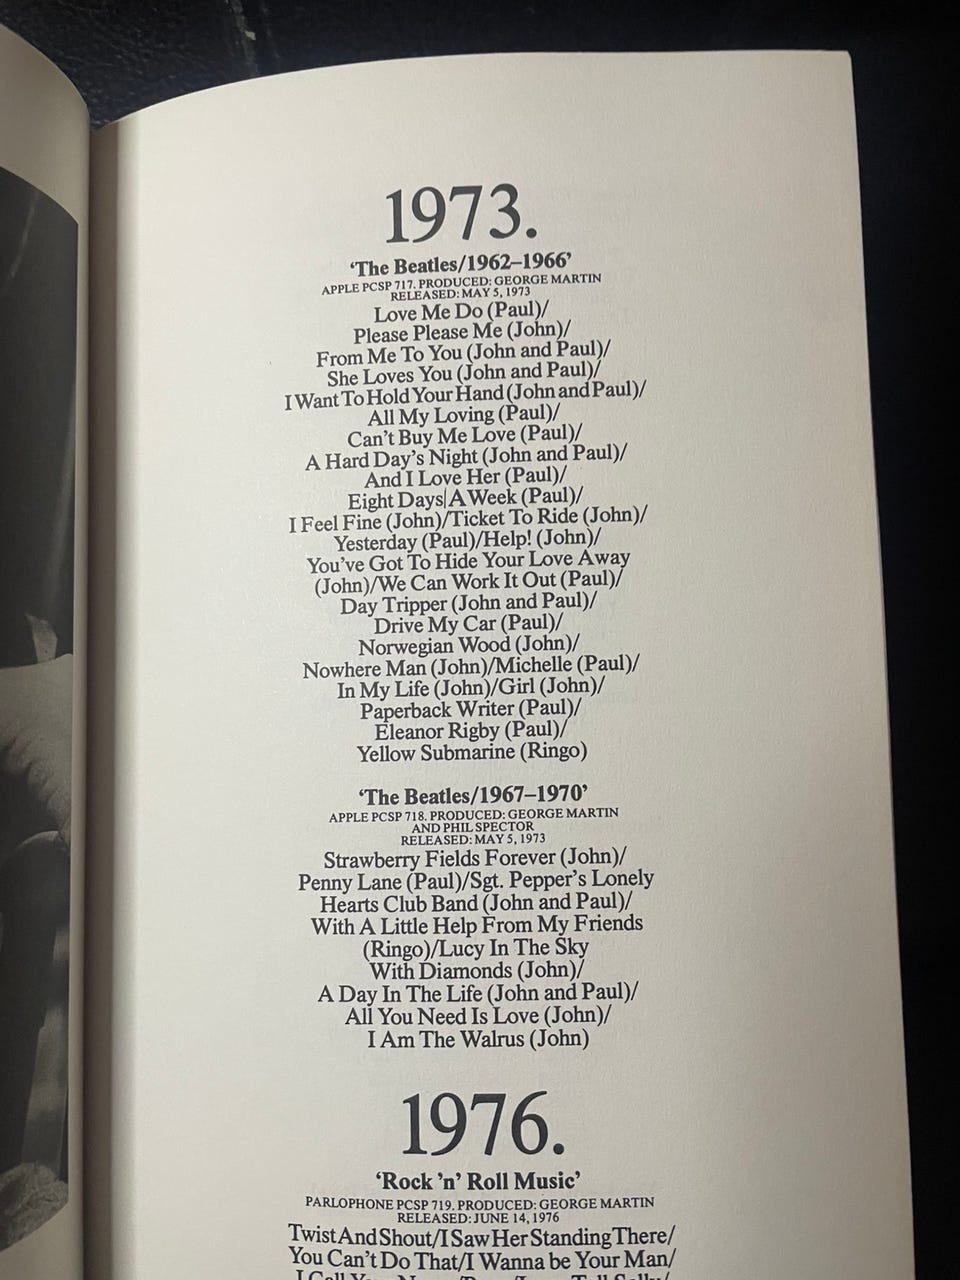 1973.
‘The Beatles/1962–1966’
APPLE PCSP 717. PRODUCED: GEORGE MARTIN
RELEASED: MAY 5, 1973
Love Me Do (Paul)/
Please Please Me (John)/
From Me To You (John and Paul)/
She Loves You (John and Paul)/
I Want To Hold Your Hand (John and Paul)/
All My Loving (Paul)/
Can’t Buy Me Love (Paul)/
A Hard Day’s Night (John and Paul)/
And I Love Her (Paul)/
Eight Days|A Week (Paul)/
I Feel Fine (John)/Ticket To Ride (John)/
Yesterday (Paul)/Help! (John)/
You’ve Got To Hide Your Love Away
(John)/We Can Work It Out (Paul)/
Day Tripper (John and Paul)/
Drive My Car (Paul)/
Norwegian Wood (John)/
Nowhere Man (John)/Michelle (Paul)/
In My Life (John)/Girl (John)/
Paperback Writer (Paul)/
Eleanor Rigby (Paul)/
Yellow Submarine (Ringo)
‘The Beatles/1967–1970’
APPLE PCSP 718. PRODUCED: GEORGE MARTIN
AND PHIL SPECTOR
RELEASED: MAY 5, 1973
Strawberry Fields Forever (John)/
Penny Lane (Paul)/Sgt. Pepper’s Lonely
Hearts Club Band (John and Paul)/
With A Little Help From My Friends
(Ringo)/Lucy In The Sky
With Diamonds (John)/
A Day In The Life (John and Paul)/
All You Need Is Love (John)/
I Am The Walrus (John)
1976.
‘Rock ’n’ Roll Music’
PARLOPHONE PCSP 719. PRODUCED: GEORGE MARTIN
RELEASED: JUNE 14, 1976
Twist And Shout/I Saw Her Standing There/
You Can’t Do That/I Wanna be Your Man/
I Call Your Name/